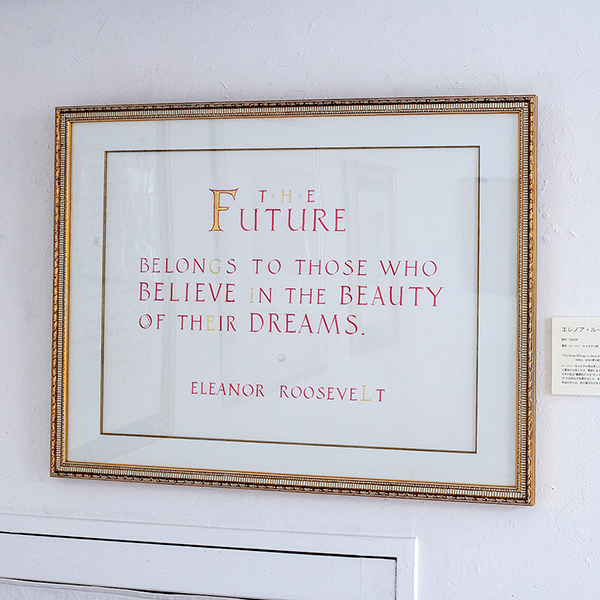 THE
FUTURE
BELONGS TO THOSE WHO
BELIEVE IN THE BEAUTY
OF THEIR DREAMS.
ELEANOR ROOSEVELT
エレノア・ルー